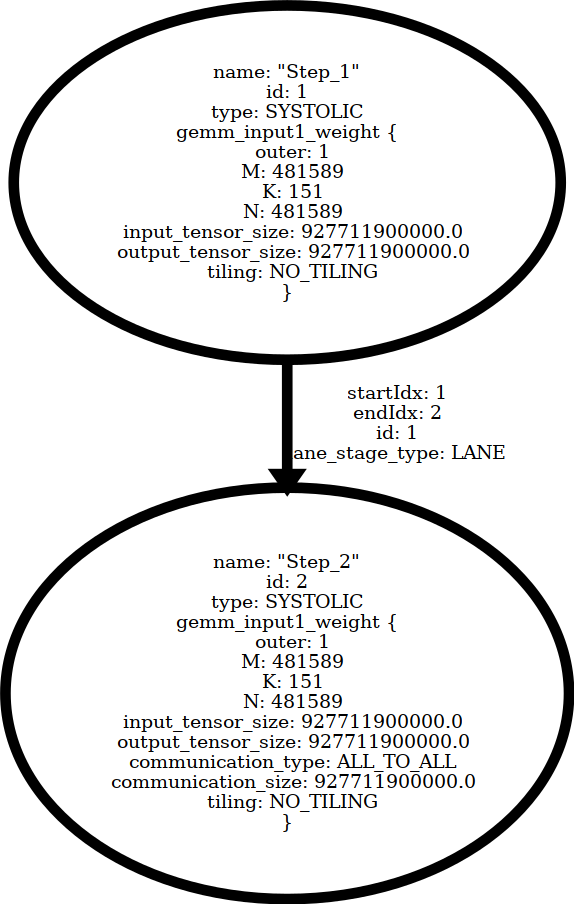 name: "Step_1"
id: 1
type: SYSTOLIC
gemm_input1_weight {
outer: 1
M: 481589
K: 151
N: 481589
input_tensor_size: 927711900000.0
output_tensor_size: 927711900000.0
tiling: NO_TILING
}
startIdx: 1
endIdx: 2
id: 1
lane_stage_type: LANE
name: "Step_2"
id: 2
type: SYSTOLIC
gemm_input1_weight {
outer: 1
M: 481589
K: 151
N: 481589
input_tensor_size: 927711900000.0
output_tensor_size: 927711900000.0
communication_type: ALL_TO_ALL
communication_size: 927711900000.0
tiling: NO_TILING
}